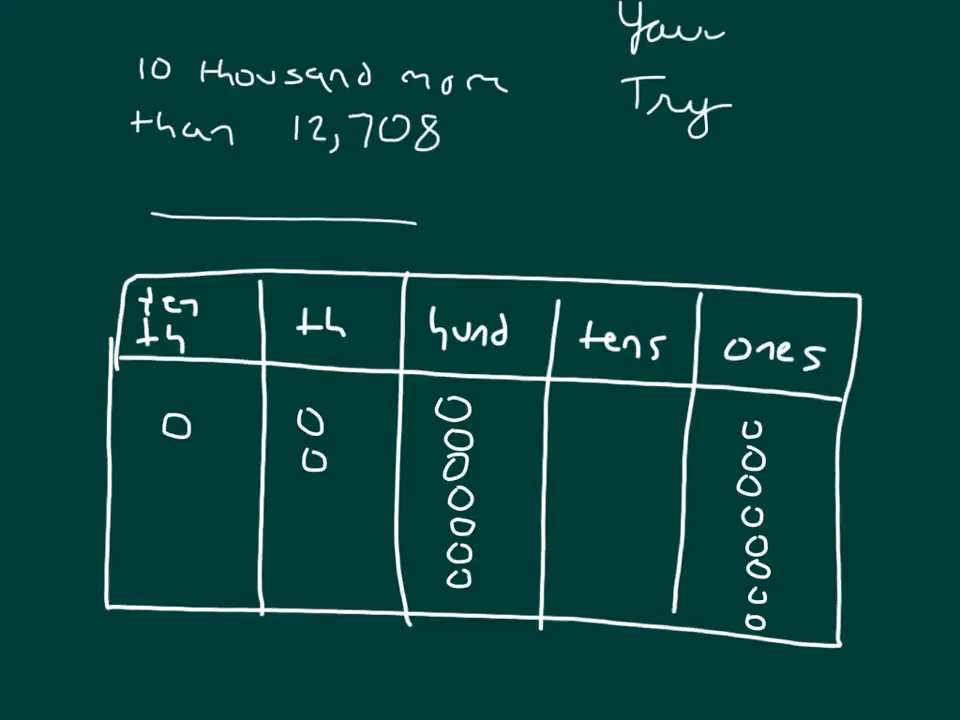 Your
10 thousand more
Try
than 12,708
ten
th
th
hund
tens
ones